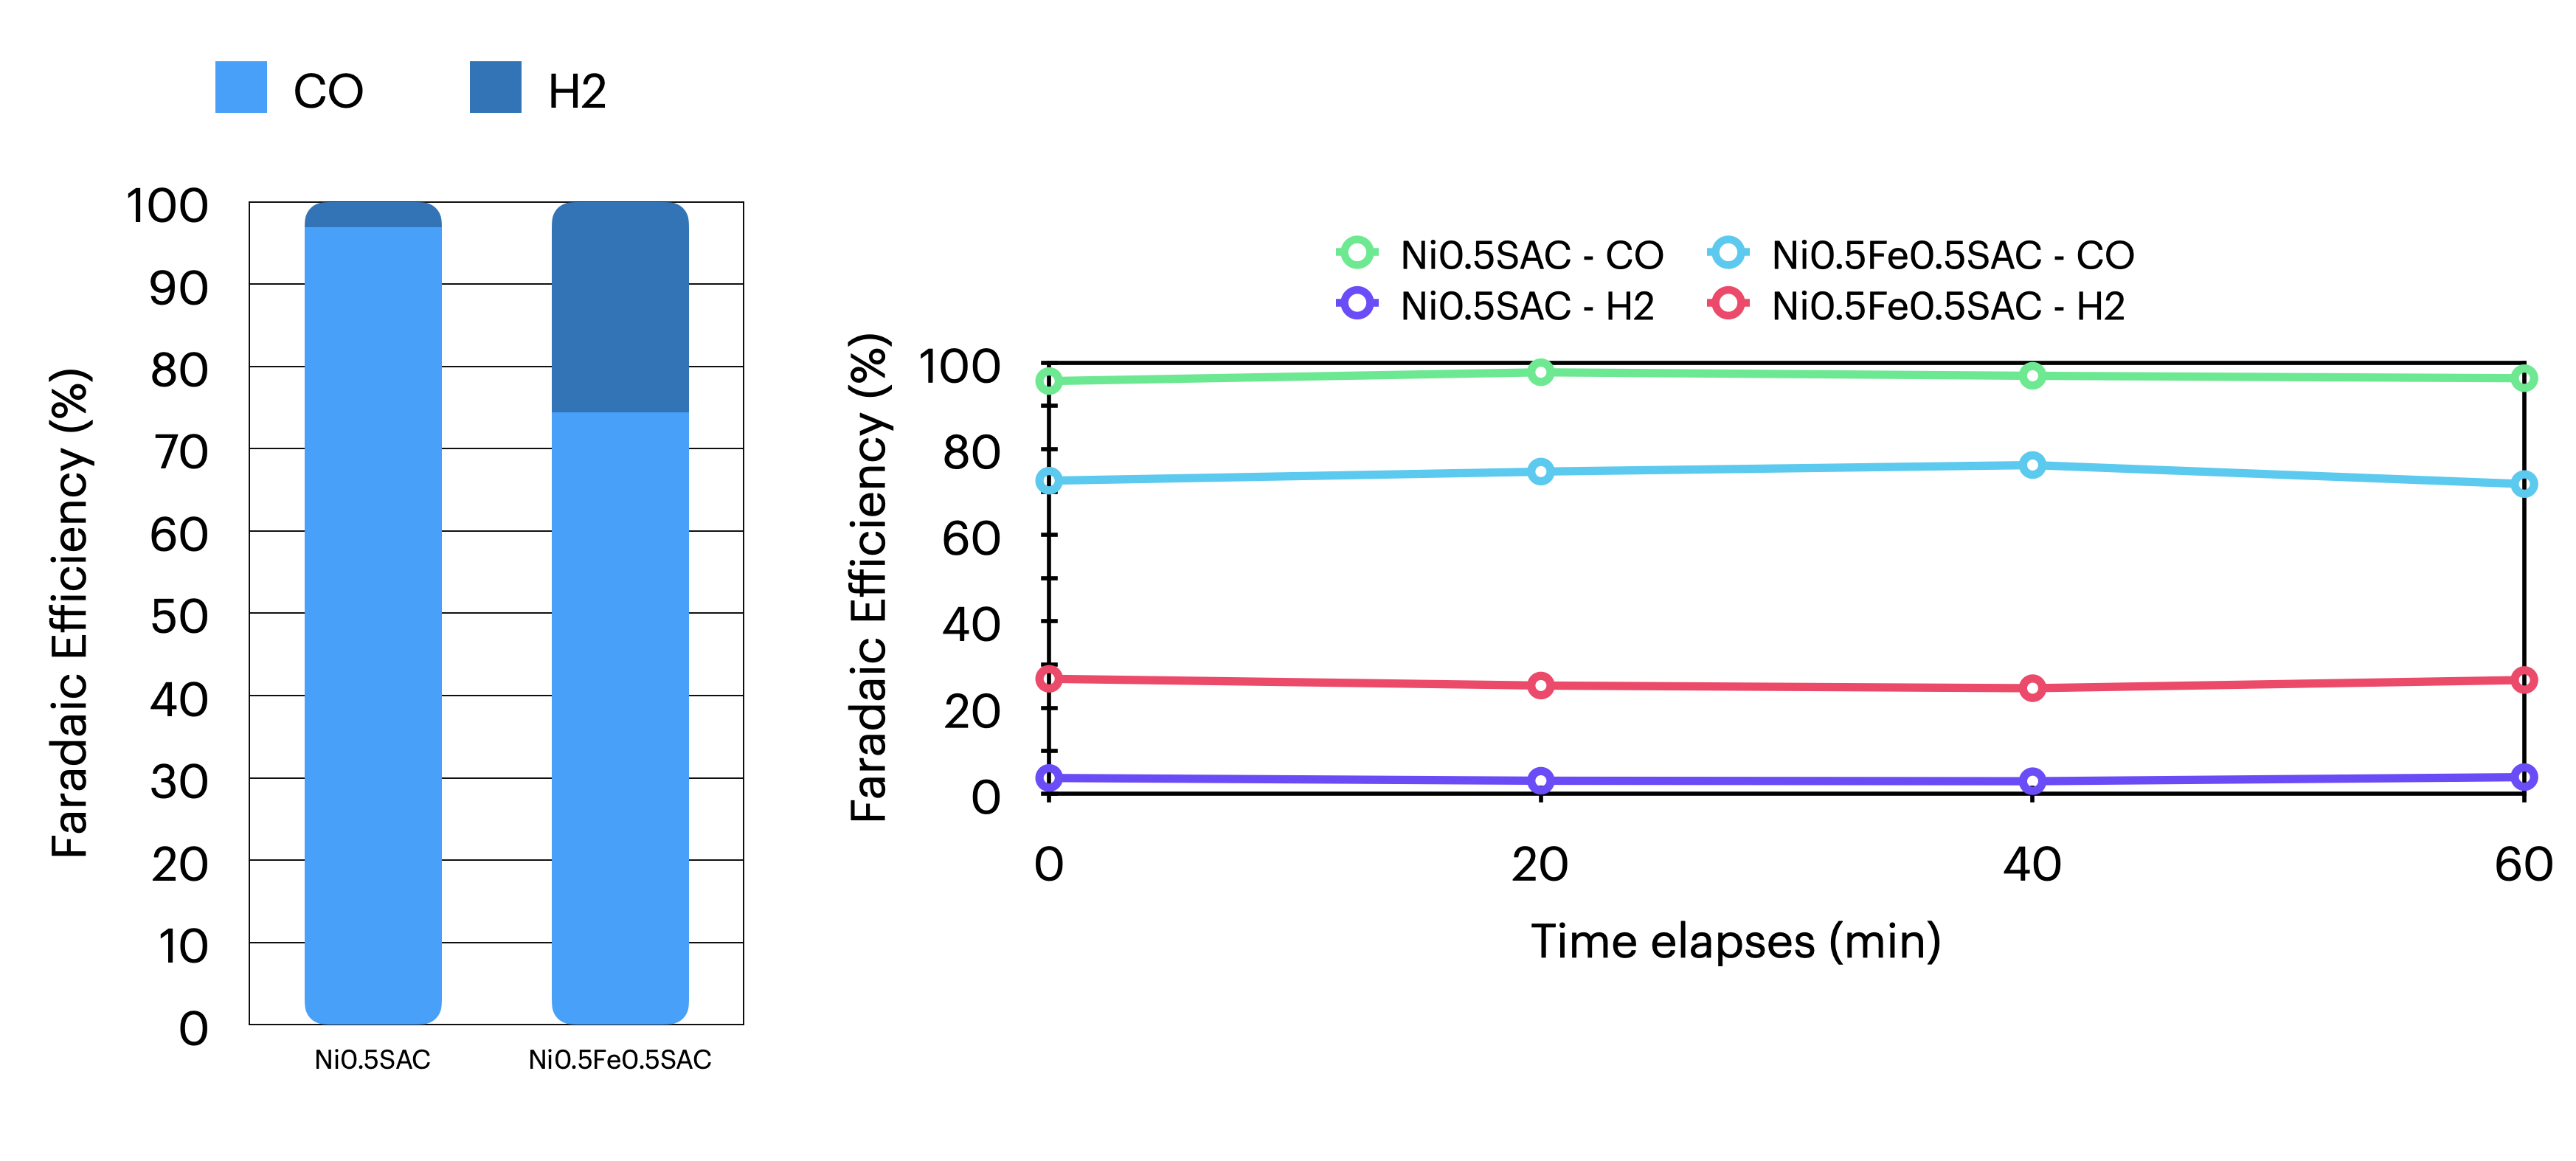 CO
H2
Faradaic Efficiency (%)
100
90
80
70
60
50
40
30
20
10
0
Ni0.5SAC
Ni0.5Fe0.5SAC
Ni0.5SAC - CO
Ni0.5Fe0.5SAC - CO
Ni0.5SAC - H2
Ni0.5Fe0.5SAC - H2
Faradaic Efficiency (%)
100
80
60
40
20
0
0
20
40
60
Time elapses (min)